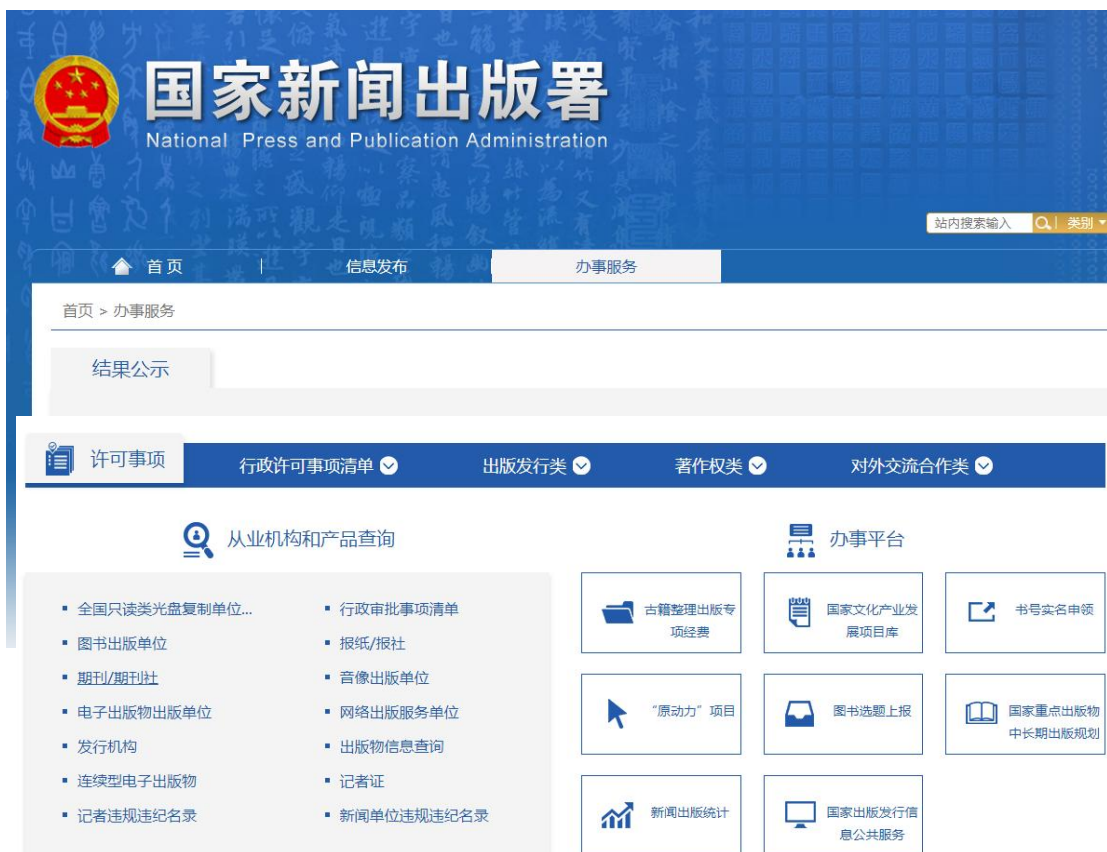 国家新闻出版署
National Press and Publication Administration
站内搜索输入 类别
首页 信息发布 办事服务
首页 > 办事服务
结果公示
许可事项 行政许可事项清单 出版发行类 著作权类 对外交流合作类
从业机构和产品查询
全国只读类光盘复制单位... 行政审批事项清单
图书出版单位 报纸/报社
期刊/期刊社 音像出版单位
电子出版物出版单位 网络出版服务单位
发行机构 出版物信息查询
连续型电子出版物 记者证
记者违规违纪名录 新闻单位违规违纪名录
办事平台
古籍整理出版专
项经费
国家文化产业发
展项目库
书号实名申领
“原动力”项目
图书选题上报
国家重点出版物
中长期出版规划
新闻出版统计
国家出版发行信
息公共服务